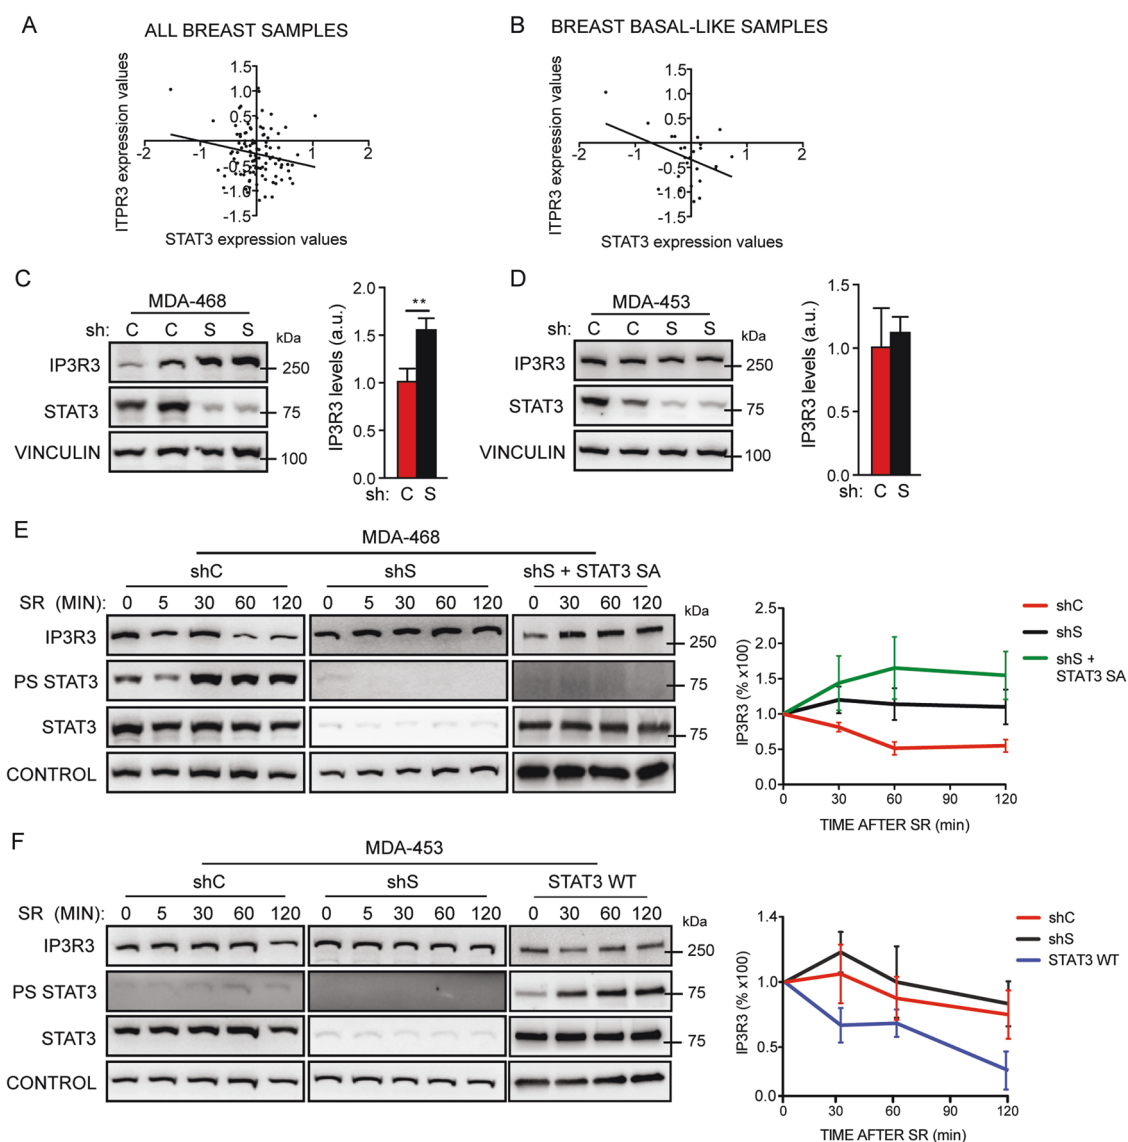 A
ALL BREAST SAMPLES
ITPR3 expression values
1.5
1.0
0.5
-2 -1 1 2
-0.5
-1.0
-1.5
STAT3 expression values
B
BREAST BASAL-LIKE SAMPLES
ITPR3 expression values
1.5
1.0
0.5
-2 -1 1 2
-0.5
-1.0
-1.5
STAT3 expression values
C
MDA-468
sh: C C S S
kDa
IP3R3 250
STAT3 75
VINCULIN 100
IP3R3 levels (a.u.)
2.0
1.5
1.0
0.5
0.0
**
sh: C S
D
MDA-453
sh: C C S S
kDa
IP3R3 250
STAT3 75
VINCULIN 100
IP3R3 levels (a.u.)
1.5
1.0
0.5
0.0
sh: C S
E
MDA-468
shC shS shS + STAT3 SA
SR (MIN): 0 5 30 60 120 0 5 30 60 120 0 30 60 120
kDa
IP3R3 250
PS STAT3 75
STAT3 75
CONTROL
IP3R3 (% x100)
2.5
2.0
1.5
1.0
0.5
0.0
0 30 60 90 120
TIME AFTER SR (min)
shC
shS
shS +
STAT3 SA
F
MDA-453
shC shS STAT3 WT
SR (MIN): 0 5 30 60 120 0 5 30 60 120 0 30 60 120
kDa
IP3R3 250
PS STAT3 75
STAT3 75
CONTROL
IP3R3 (% x100)
1.4
1.0
0.5
0.0
0 30 60 90 120
TIME AFTER SR (min)
shC
shS
STAT3 WT